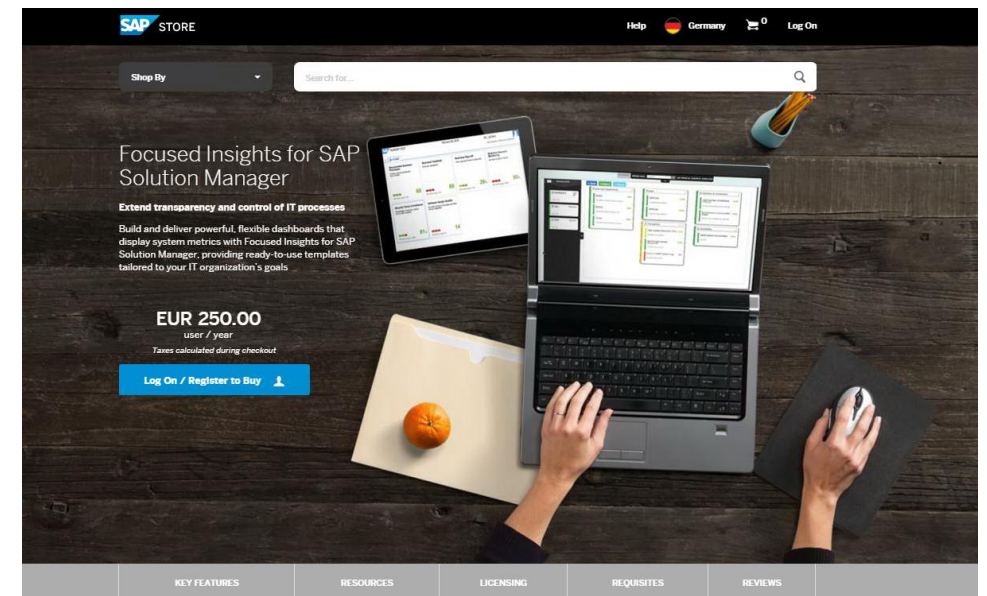 SAP STORE
Help Germany 0 Log On
Shop By
Search for...
Focused Insights for SAP
Solution Manager
Extend transparency and control of IT processes
Build and deliver powerful, flexible dashboards that
display system metrics with Focused Insights for SAP
Solution Manager, providing ready-to-use templates
tailored to your IT organization's goals
EUR 250.00
user / year
Taxes calculated during checkout
Log On / Register to Buy
KEY FEATURES RESOURCES LICENSING REQUISITES REVIEWS